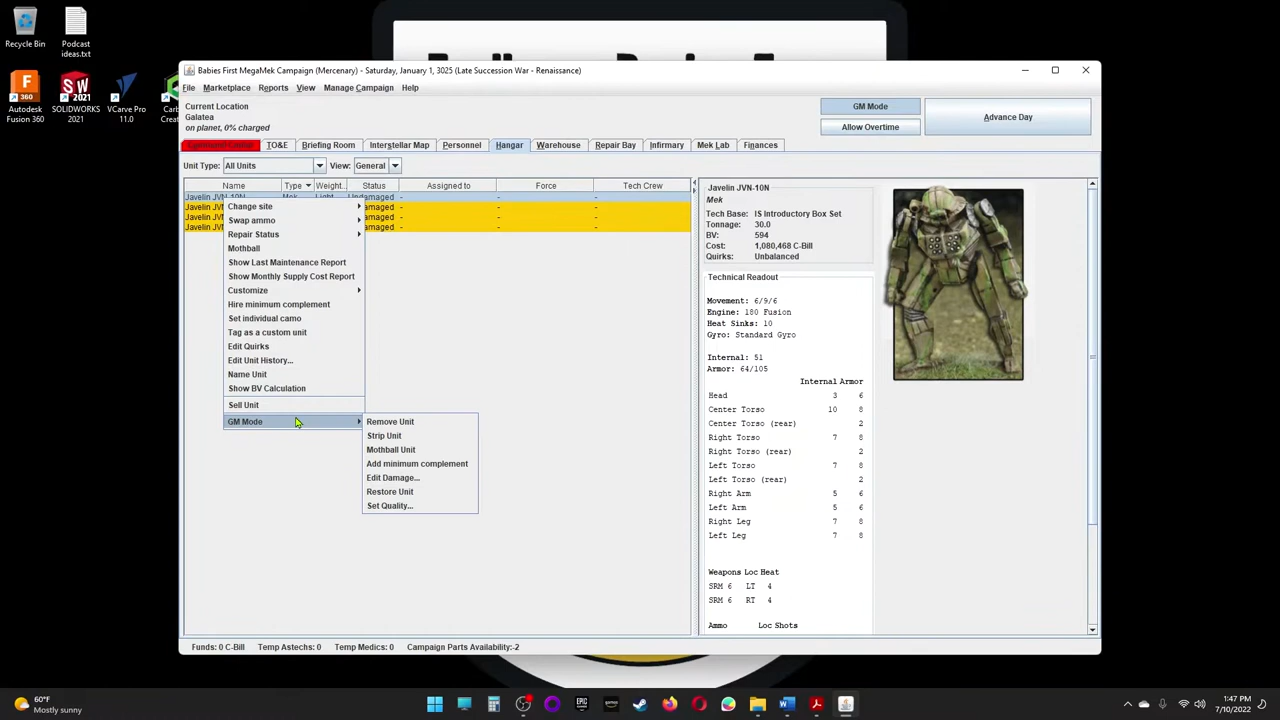 Recycle Bin
Podcast ideas.txt
Autodesk Fusion 360
SOLIDWORKS 2021
VCarve Pro 11.0
Babies First MegaMek Campaign (Mercenary) - Saturday, January 1, 3025 (Late Succession War - Renaissance)
File Marketplace Reports View Manage Campaign Help
Current Location
Galatea
on planet, 0% charged
GM Mode
Allow Overtime
Advance Day
TO&E Briefing Room Interstellar Map Personnel Hangar Warehouse Repair Bay Infirmary Mek Lab Finances
Unit Type: All Units View: General
Name Type Weight... Status Assigned to Force Tech Crew
Javelin JVN-10N Mek Light Undamaged - - -
Javelin - - -
Javelin - - -
Javelin - - -
Change site
Swap ammo
Repair Status
Mothball
Show Last Maintenance Report
Show Monthly Supply Cost Report
Customize
Hire minimum complement
Set individual camo
Tag as a custom unit
Edit Quirks
Edit Unit History...
Name Unit
Show BV Calculation
Sell Unit
GM Mode
Remove Unit
Strip Unit
Mothball Unit
Add minimum complement
Edit Damage...
Restore Unit
Set Quality...
Javelin JVN-10N
Mek
Tech Base: IS Introductory Box Set
Tonnage: 30.0
BV: 594
Cost: 1,080,468 C-Bill
Quirks: Unbalanced
Technical Readout
Movement: 6/9/6
Engine: 180 Fusion
Heat Sinks: 10
Gyro: Standard Gyro
Internal: 51
Armor: 64/105
Internal Armor
Head 3 6
Center Torso 10 8
Center Torso (rear) 2
Right Torso 7 8
Right Torso (rear) 2
Left Torso 7 8
Left Torso (rear) 2
Right Arm 5 6
Left Arm 5 6
Right Leg 7 8
Left Leg 7 8
Weapons Loc Heat
SRM 6 LT 4
SRM 6 RT 4
Ammo Loc Shots
Funds: 0 C-Bill Temp Astechs: 0 Temp Medics: 0 Campaign Parts Availability:-2
60°F
Mostly sunny
1:47 PM
7/10/2022